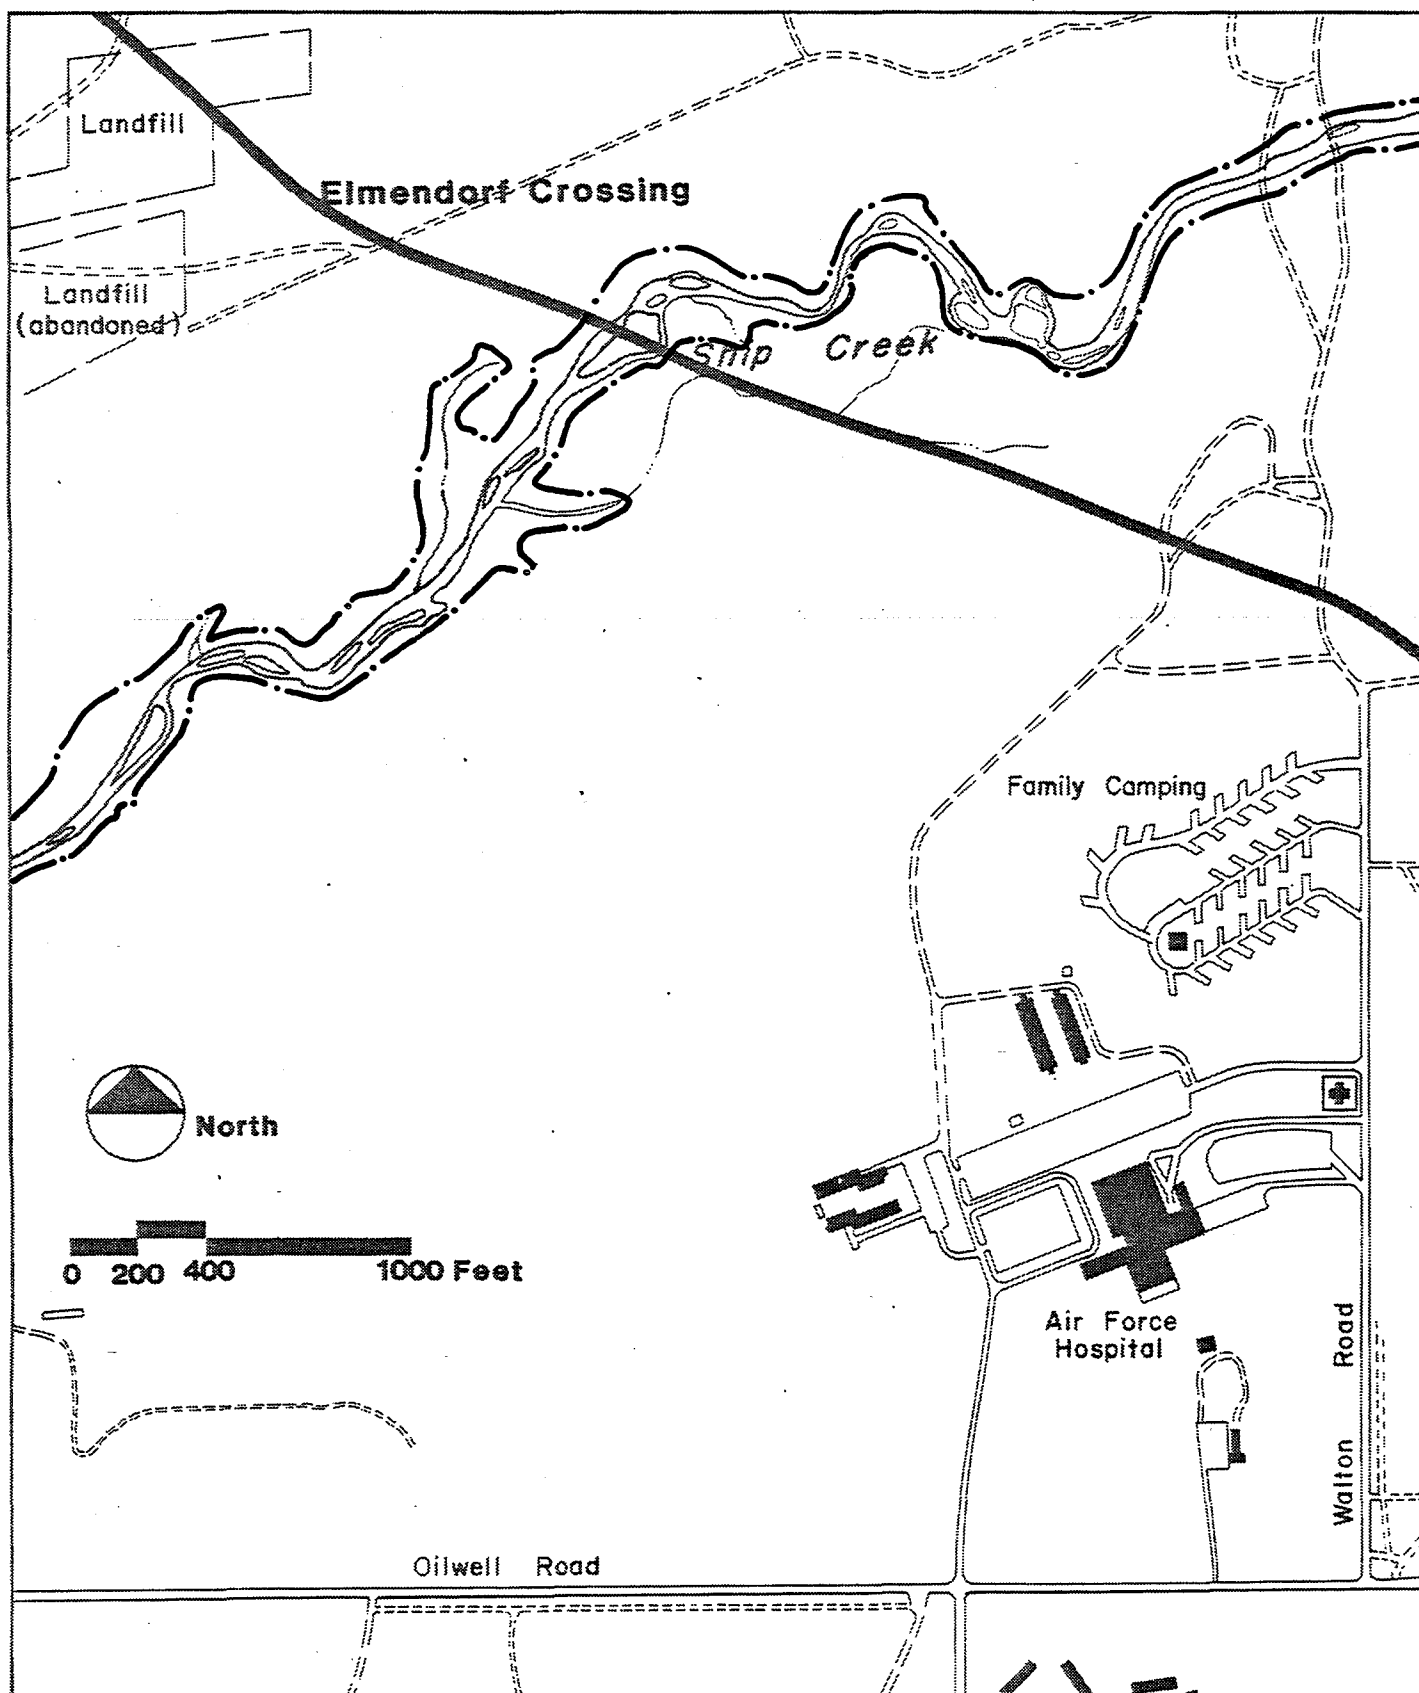 Landfill
Elmendorf Crossing
Landfill
(abandoned)
Ship Creek
Family Camping
North
0 200 400 1000 Feet
Air Force
Hospital
Walton Road
Oilwell Road